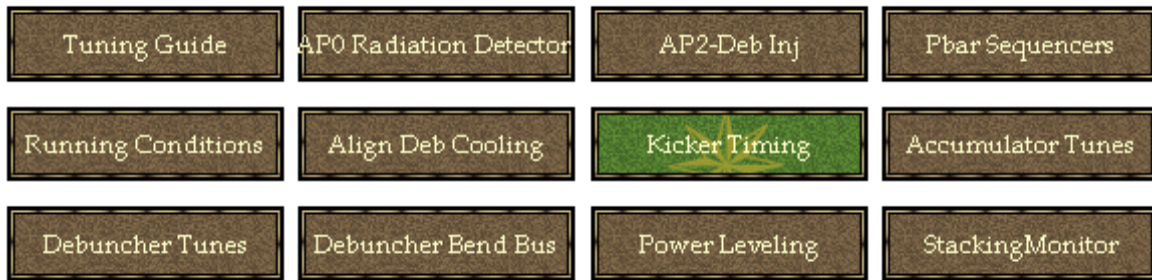 Tuning Guide
AP0 Radiation Detector
AP2-Deb Inj
Pbar Sequencers
Running Conditions
Align Deb Cooling
Kicker Timing
Accumulator Tunes
Debuncher Tunes
Debuncher Bend Bus
Power Leveling
StackingMonitor